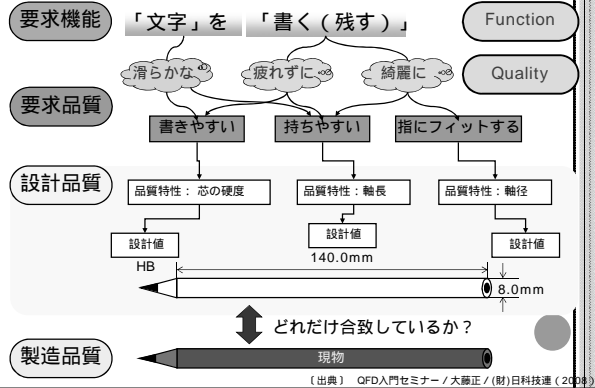 要求機能
「文字」を 「書く(残す)」
Function
滑らかな
疲れずに
綺麗に
Quality
要求品質
書きやすい
持ちやすい
指にフィットする
設計品質
品質特性： 芯の硬度
品質特性：軸長
品質特性：軸径
設計値
設計値
設計値
HB
140.0mm
8.0mm
どれだけ合致しているか？
製造品質
現物
〔出典〕 QFD入門セミナー / 大藤正 / (財)日科技連 ( 2008 )